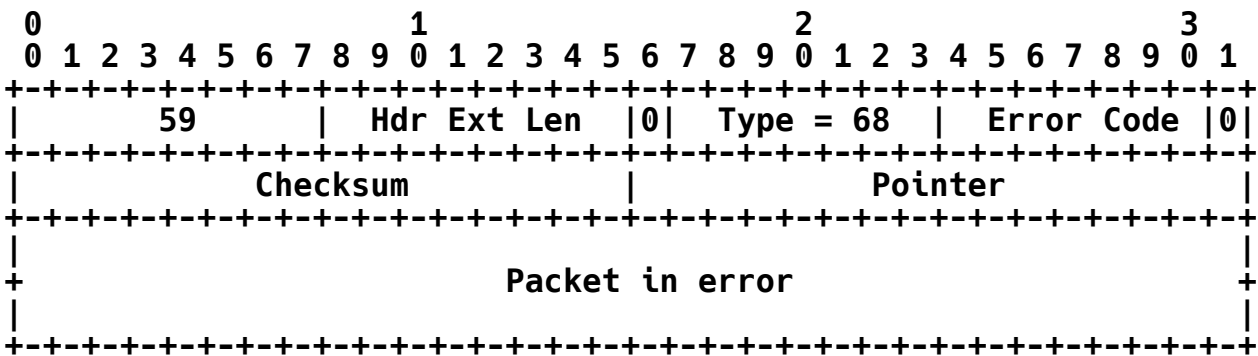 0                   1                   2                   3
 0 1 2 3 4 5 6 7 8 9 0 1 2 3 4 5 6 7 8 9 0 1 2 3 4 5 6 7 8 9 0 1
+-+-+-+-+-+-+-+-+-+-+-+-+-+-+-+-+-+-+-+-+-+-+-+-+-+-+-+-+-+-+-+-+
|       59      |  Hdr Ext Len  |0|  Type = 68  |  Error Code |0|
+-+-+-+-+-+-+-+-+-+-+-+-+-+-+-+-+-+-+-+-+-+-+-+-+-+-+-+-+-+-+-+-+
|            Checksum           |            Pointer            |
+-+-+-+-+-+-+-+-+-+-+-+-+-+-+-+-+-+-+-+-+-+-+-+-+-+-+-+-+-+-+-+-+
|                                                               |
+                         Packet in error                       +
|                                                               |
+-+-+-+-+-+-+-+-+-+-+-+-+-+-+-+-+-+-+-+-+-+-+-+-+-+-+-+-+-+-+-+-+